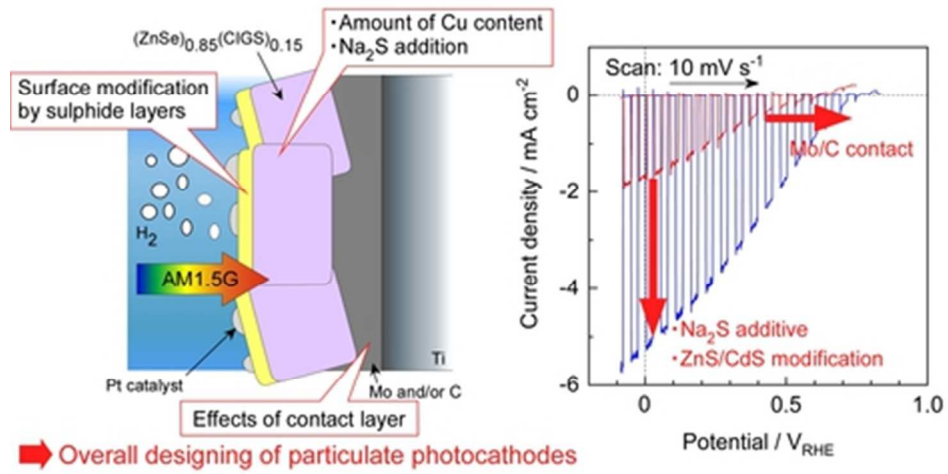 (ZnSe)0.85(CIGS)0.15
・Amount of Cu content
・Na2S addition
Surface modification
by sulphide layers
H2
AM1.5G
Pt catalyst
Ti
Mo and/or C
Effects of contact layer
Overall designing of particulate photocathodes
Scan: 10 mV s-1
Mo/C contact
・Na2S additive
・ZnS/CdS modification
Current density / mA cm-2
0
-2
-4
-6
0
0.5
1.0
Potential / VRHE